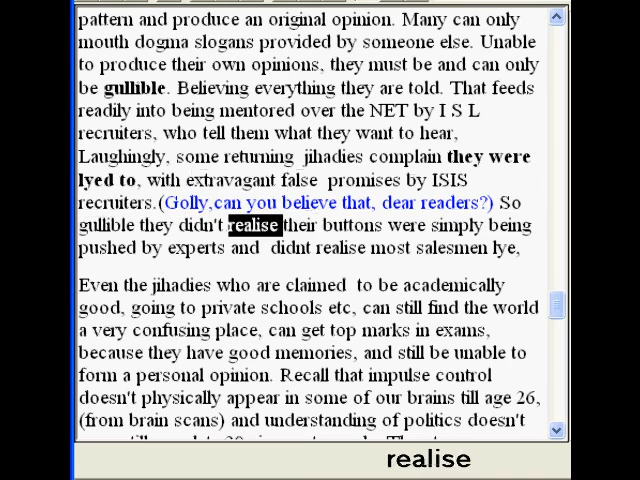 pattern and produce an original opinion. Many can only
mouth dogma slogans provided by someone else. Unable
to produce their own opinions, they must be and can only
be gullible. Believing everything they are told. That feeds
readily into being mentored over the NET by I S L
recruiters, who tell them what they want to hear,
Laughingly, some returning  jihadies complain they were
lyed to, with extravagant false  promises by ISIS
recruiters.(Golly,can you believe that, dear readers?) So
gullible they didn't realise their buttons were simply being
pushed by experts and  didnt realise most salesmen lye,
Even the jihadies who are claimed  to be academically
good, going to private schools etc, can still find the world
a very confusing place, can get top marks in exams,
because they have good memories, and still be unable to
form a personal opinion. Recall that impulse control
doesn't physically appear in some of our brains till age 26,
(from brain scans) and understanding of politics doesn't
realise